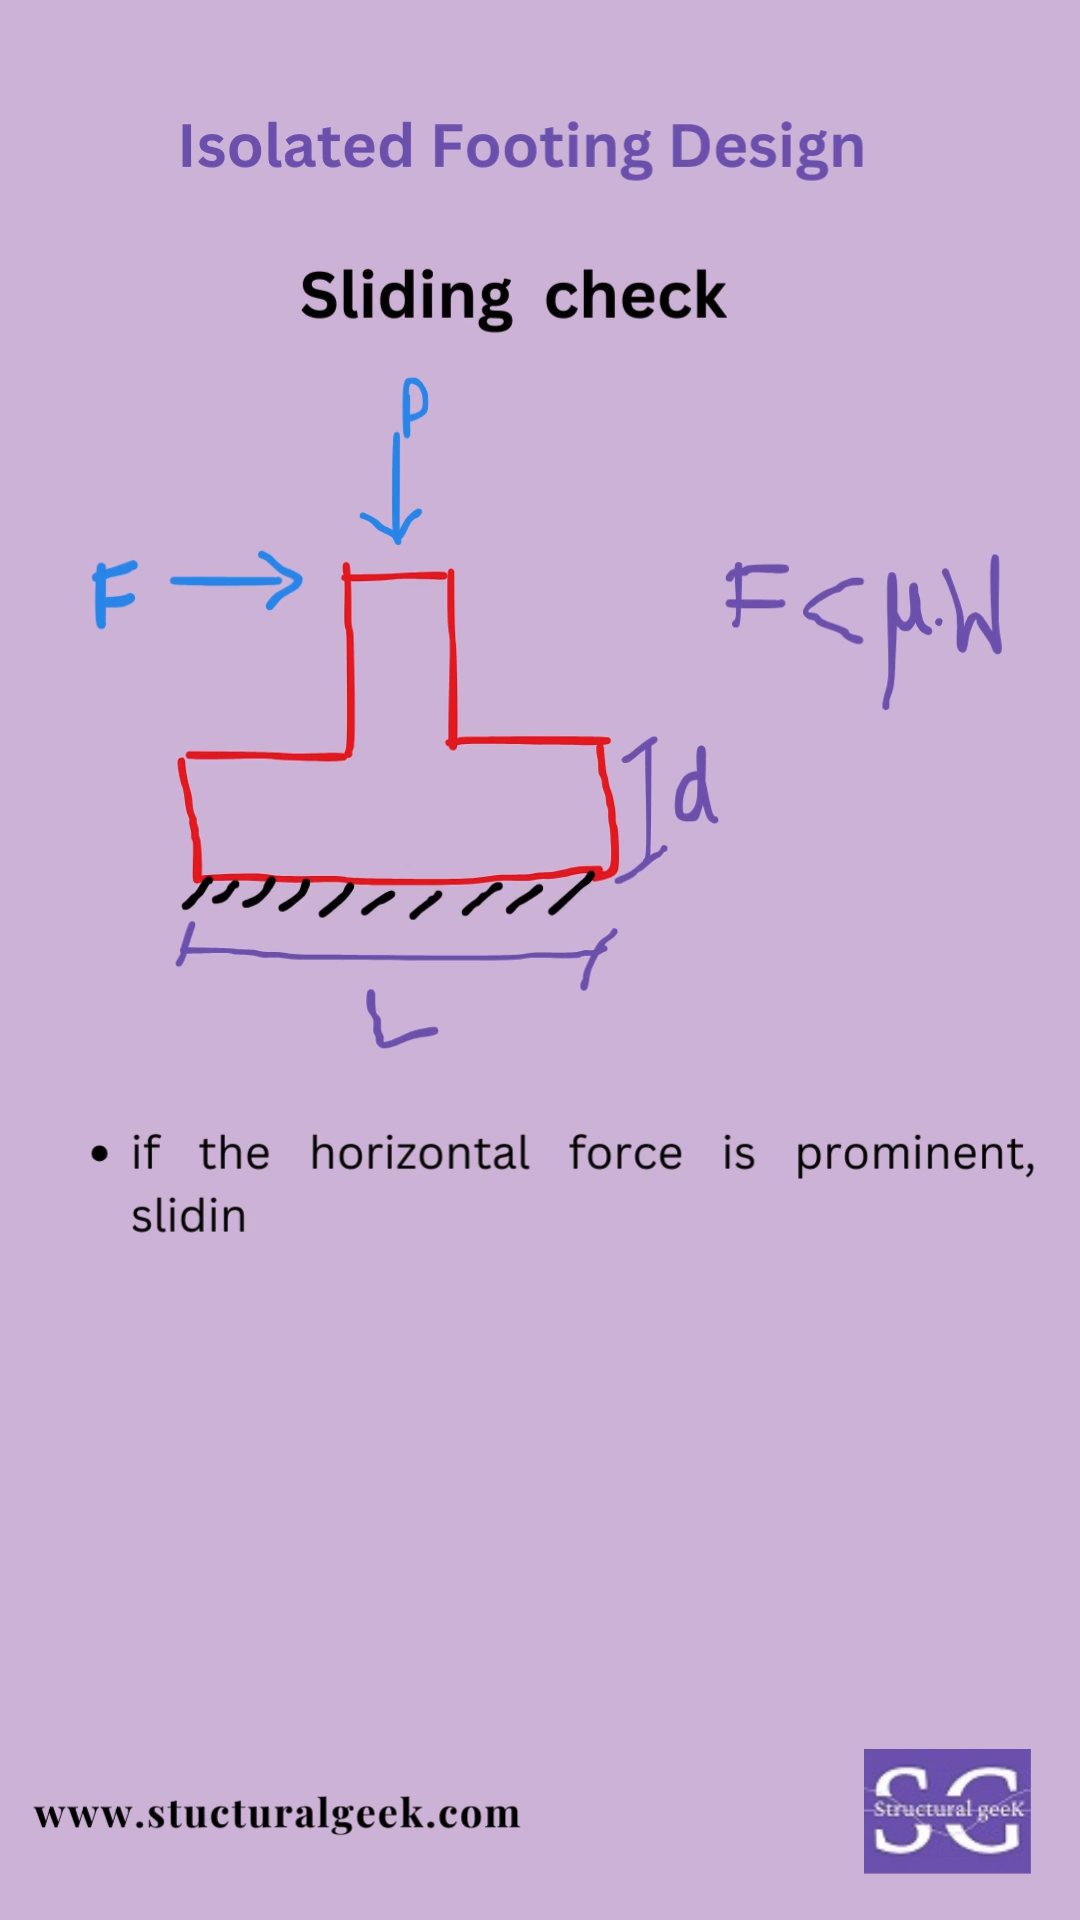 Isolated Footing Design
Sliding check
P
F
F < μ.W
d
L
• if the horizontal force is prominent,
slidin
www.stucturalgeek.com
SG
Structural geeK